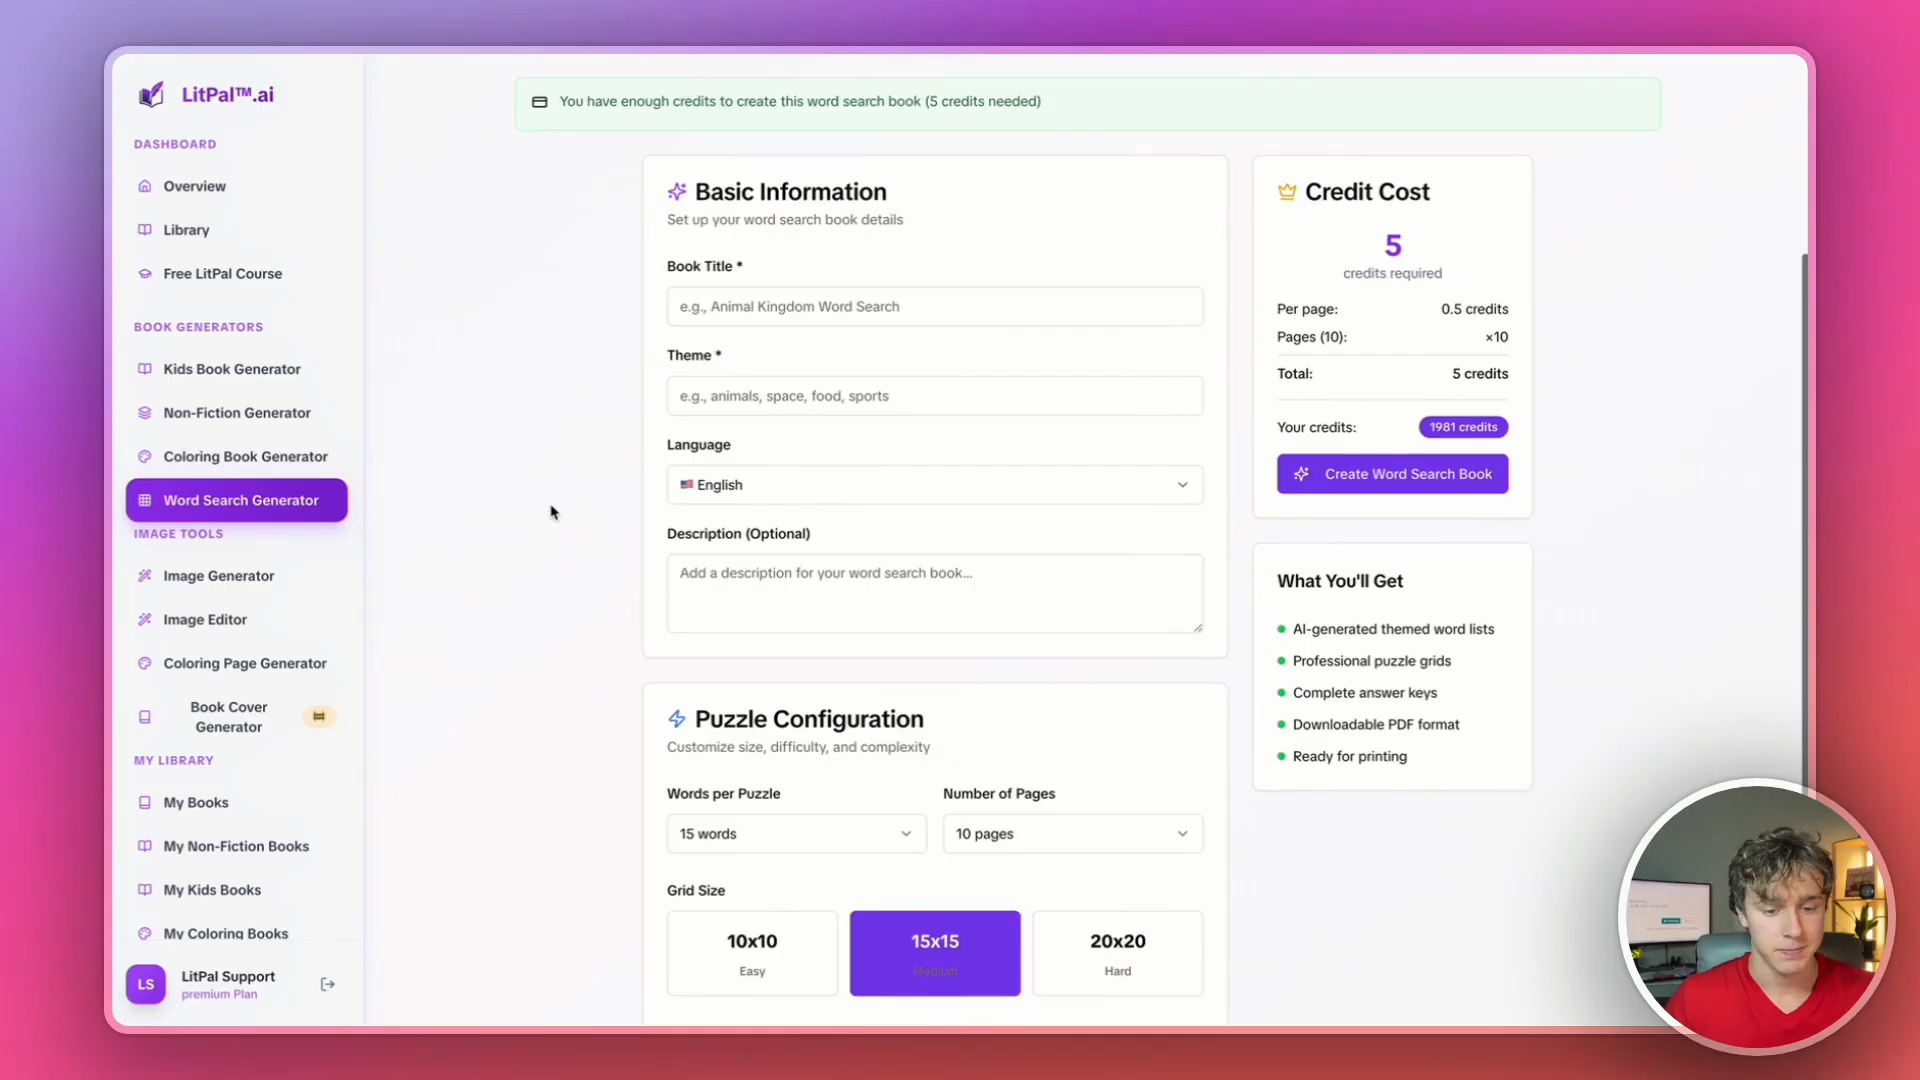 LitPal™.ai
DASHBOARD
Overview
Library
Free LitPal Course
BOOK GENERATORS
Kids Book Generator
Non-Fiction Generator
Coloring Book Generator
Word Search Generator
IMAGE TOOLS
Image Generator
Image Editor
Coloring Page Generator
Book Cover
Generator
MY LIBRARY
My Books
My Non-Fiction Books
My Kids Books
My Coloring Books
LS
LitPal Support
premium Plan
You have enough credits to create this word search book (5 credits needed)
Basic Information
Set up your word search book details
Book Title *
e.g., Animal Kingdom Word Search
Theme *
e.g., animals, space, food, sports
Language
English
Description (Optional)
Add a description for your word search book...
Puzzle Configuration
Customize size, difficulty, and complexity
Words per Puzzle
Number of Pages
15 words
10 pages
Grid Size
10x10
15x15
20x20
Easy
Medium
Hard
Credit Cost
5
credits required
Per page: 0.5 credits
Pages (10): ×10
Total: 5 credits
Your credits: 1981 credits
Create Word Search Book
What You'll Get
AI-generated themed word lists
Professional puzzle grids
Complete answer keys
Downloadable PDF format
Ready for printing